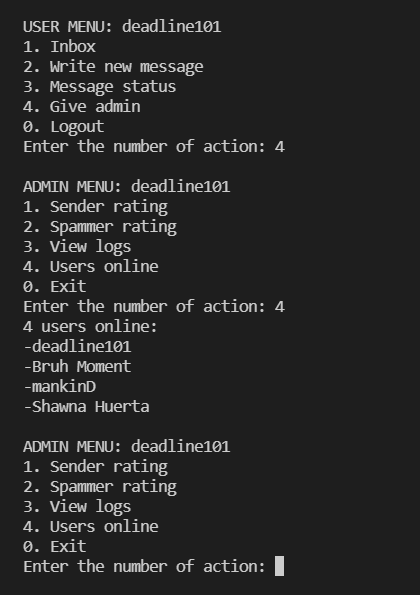 USER MENU: deadline101
1. Inbox
2. Write new message
3. Message status
4. Give admin
0. Logout
Enter the number of action: 4
ADMIN MENU: deadline101
1. Sender rating
2. Spammer rating
3. View logs
4. Users online
0. Exit
Enter the number of action: 4
4 users online:
-deadline101
-Bruh Moment
-mankinD
-Shawna Huerta
ADMIN MENU: deadline101
1. Sender rating
2. Spammer rating
3. View logs
4. Users online
0. Exit
Enter the number of action: